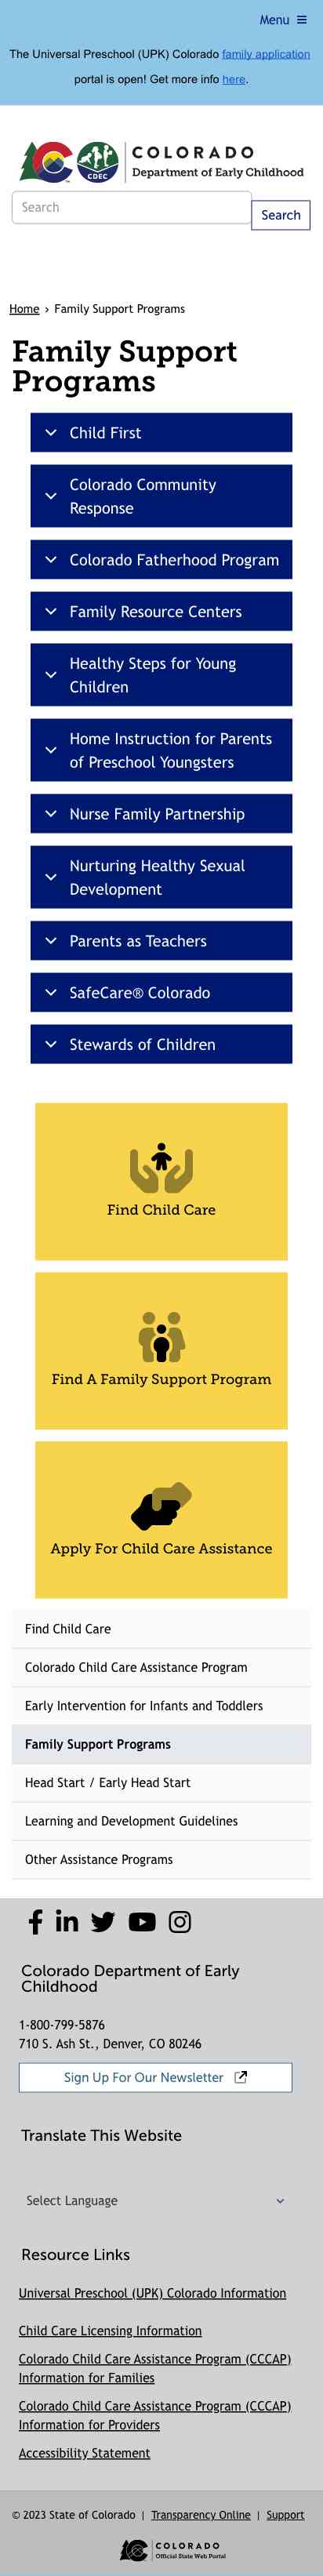 Menu
The Universal Preschool (UPK) Colorado family application
portal is open! Get more info here.
COLORADO
CDEC
Department of Early Childhood
Search
Search
Home › Family Support Programs
Family Support
Programs
Child First
Colorado Community
Response
Colorado Fatherhood Program
Family Resource Centers
Healthy Steps for Young
Children
Home Instruction for Parents
of Preschool Youngsters
Nurse Family Partnership
Nurturing Healthy Sexual
Development
Parents as Teachers
SafeCare® Colorado
Stewards of Children
Find Child Care
Find A Family Support Program
Apply For Child Care Assistance
Find Child Care
Colorado Child Care Assistance Program
Early Intervention for Infants and Toddlers
Family Support Programs
Head Start / Early Head Start
Learning and Development Guidelines
Other Assistance Programs
Colorado Department of Early
Childhood
1-800-799-5876
710 S. Ash St., Denver, CO 80246
Sign Up For Our Newsletter
Translate This Website
Select Language
Resource Links
Universal Preschool (UPK) Colorado Information
Child Care Licensing Information
Colorado Child Care Assistance Program (CCCAP)
Information for Families
Colorado Child Care Assistance Program (CCCAP)
Information for Providers
Accessibility Statement
© 2023 State of Colorado | Transparency Online | Support
COLORADO
Official State Web Portal